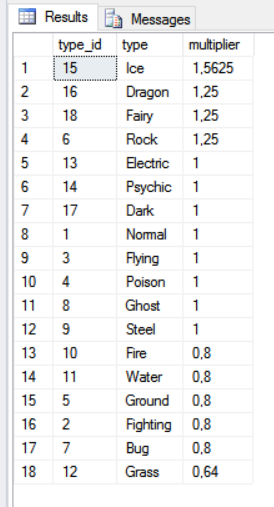 Results Messages
type_id type multiplier
1 15 Ice 1,5625
2 16 Dragon 1,25
3 18 Fairy 1,25
4 6 Rock 1,25
5 13 Electric 1
6 14 Psychic 1
7 17 Dark 1
8 1 Normal 1
9 3 Flying 1
10 4 Poison 1
11 8 Ghost 1
12 9 Steel 1
13 10 Fire 0,8
14 11 Water 0,8
15 5 Ground 0,8
16 2 Fighting 0,8
17 7 Bug 0,8
18 12 Grass 0,64